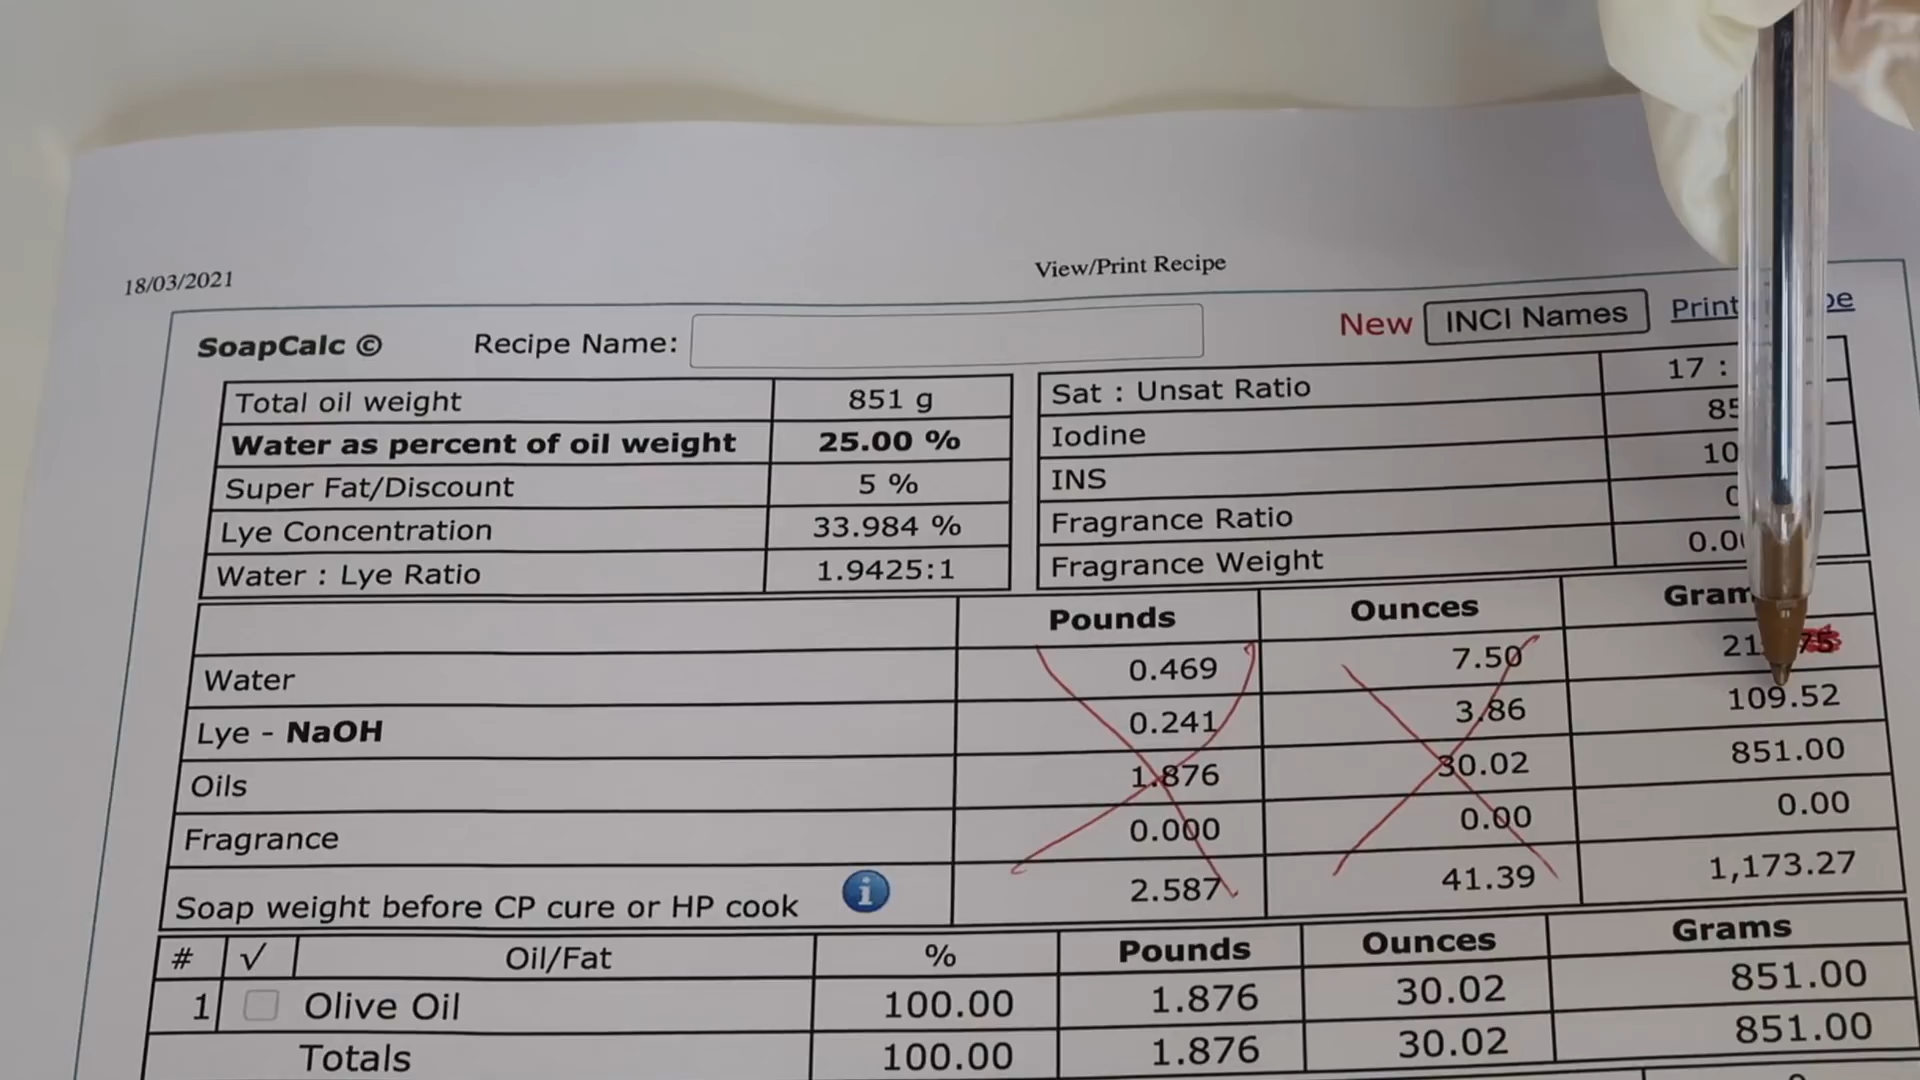 18/03/2021
View/Print Recipe
SoapCalc ©
Recipe Name:
New
INCI Names
Print
Total oil weight 851 g
Water as percent of oil weight 25.00 %
Super Fat/Discount 5 %
Lye Concentration 33.984 %
Water : Lye Ratio 1.9425:1
Sat : Unsat Ratio 17 :
Iodine
INS
Fragrance Ratio
Fragrance Weight
Pounds Ounces
Water 0.469 7.50
Lye - NaOH 0.241 3.86 109.52
Oils 1.876 30.02 851.00
Fragrance 0.000 0.00 0.00
Soap weight before CP cure or HP cook i 2.587 41.39 1,173.27
# √ Oil/Fat % Pounds Ounces Grams
1 Olive Oil 100.00 1.876 30.02 851.00
Totals 100.00 1.876 30.02 851.00